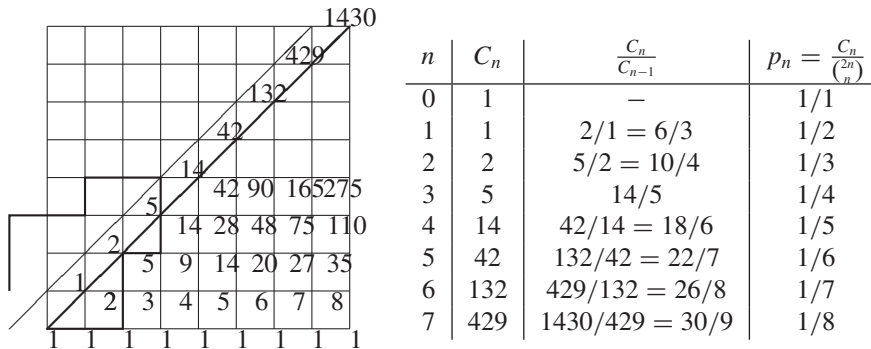 1430
429
132
42
14 42 90 165 275
5 14 28 48 75 110
2 5 9 14 20 27 35
1 2 3 4 5 6 7 8
1 1 1 1 1 1 1 1 1
n C_n C_n/C_{n-1} p_n = C_n/\binom{2n}{n}
0 1 – 1/1
1 1 2/1 = 6/3 1/2
2 2 5/2 = 10/4 1/3
3 5 14/5 1/4
4 14 42/14 = 18/6 1/5
5 42 132/42 = 22/7 1/6
6 132 429/132 = 26/8 1/7
7 429 1430/429 = 30/9 1/8